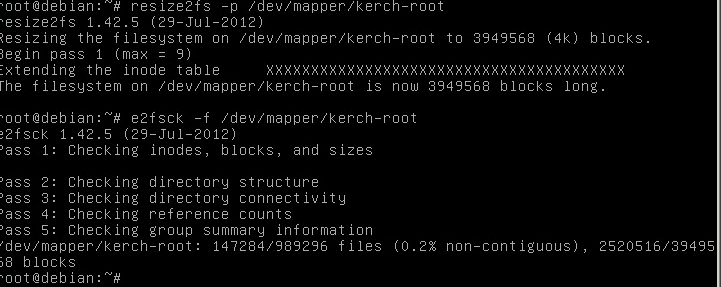 root@debian:~# resize2fs -p /dev/mapper/kerch-root
resize2fs 1.42.5 (29-Jul-2012)
Resizing the filesystem on /dev/mapper/kerch-root to 3949568 (4k) blocks.
Begin pass 1 (max = 9)
Extending the inode table     XXXXXXXXXXXXXXXXXXXXXXXXXXXXXXXXXXXXXXXX
The filesystem on /dev/mapper/kerch-root is now 3949568 blocks long.
root@debian:~# e2fsck -f /dev/mapper/kerch-root
e2fsck 1.42.5 (29-Jul-2012)
Pass 1: Checking inodes, blocks, and sizes
Pass 2: Checking directory structure
Pass 3: Checking directory connectivity
Pass 4: Checking reference counts
Pass 5: Checking group summary information
/dev/mapper/kerch-root: 147284/989296 files (0.2% non-contiguous), 2520516/39495
68 blocks
root@debian:~#